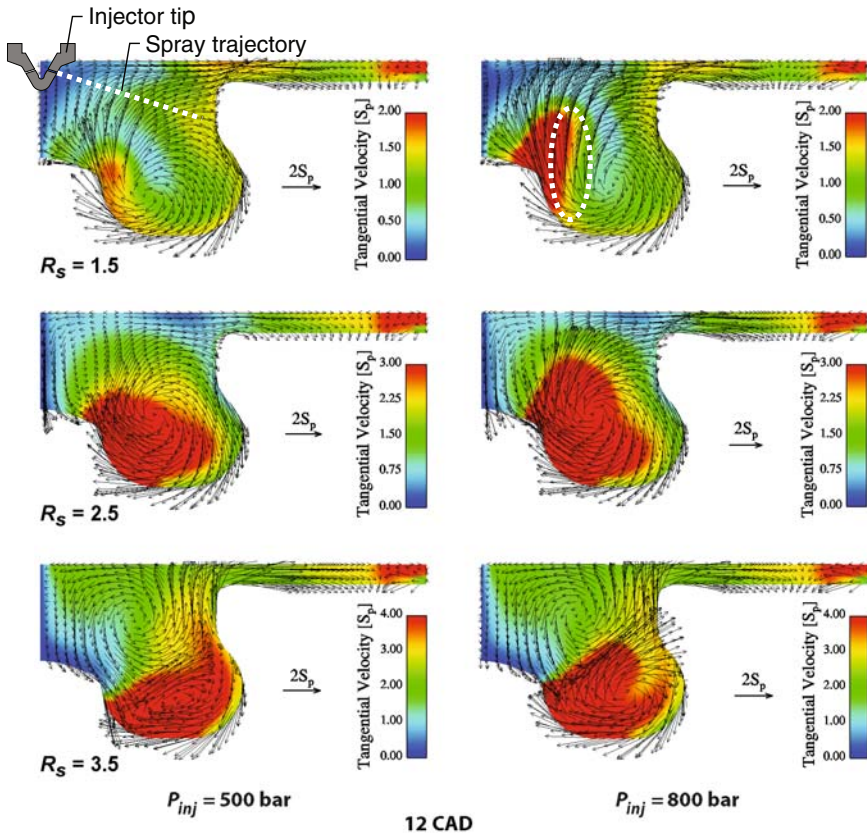 Injector tip
Spray trajectory
Tangential Velocity [Sp]
2.00
1.50
1.00
0.50
0.00
2Sp
Rs = 1.5
Tangential Velocity [Sp]
2.00
1.50
1.00
0.50
0.00
2Sp
Tangential Velocity [Sp]
3.00
2.25
1.50
0.75
0.00
2Sp
Rs = 2.5
Tangential Velocity [Sp]
3.00
2.25
1.50
0.75
0.00
2Sp
Tangential Velocity [Sp]
4.00
3.00
2.00
1.00
0.00
2Sp
Rs = 3.5
Tangential Velocity [Sp]
4.00
3.00
2.00
1.00
0.00
2Sp
Pinj = 500 bar
Pinj = 800 bar
12 CAD